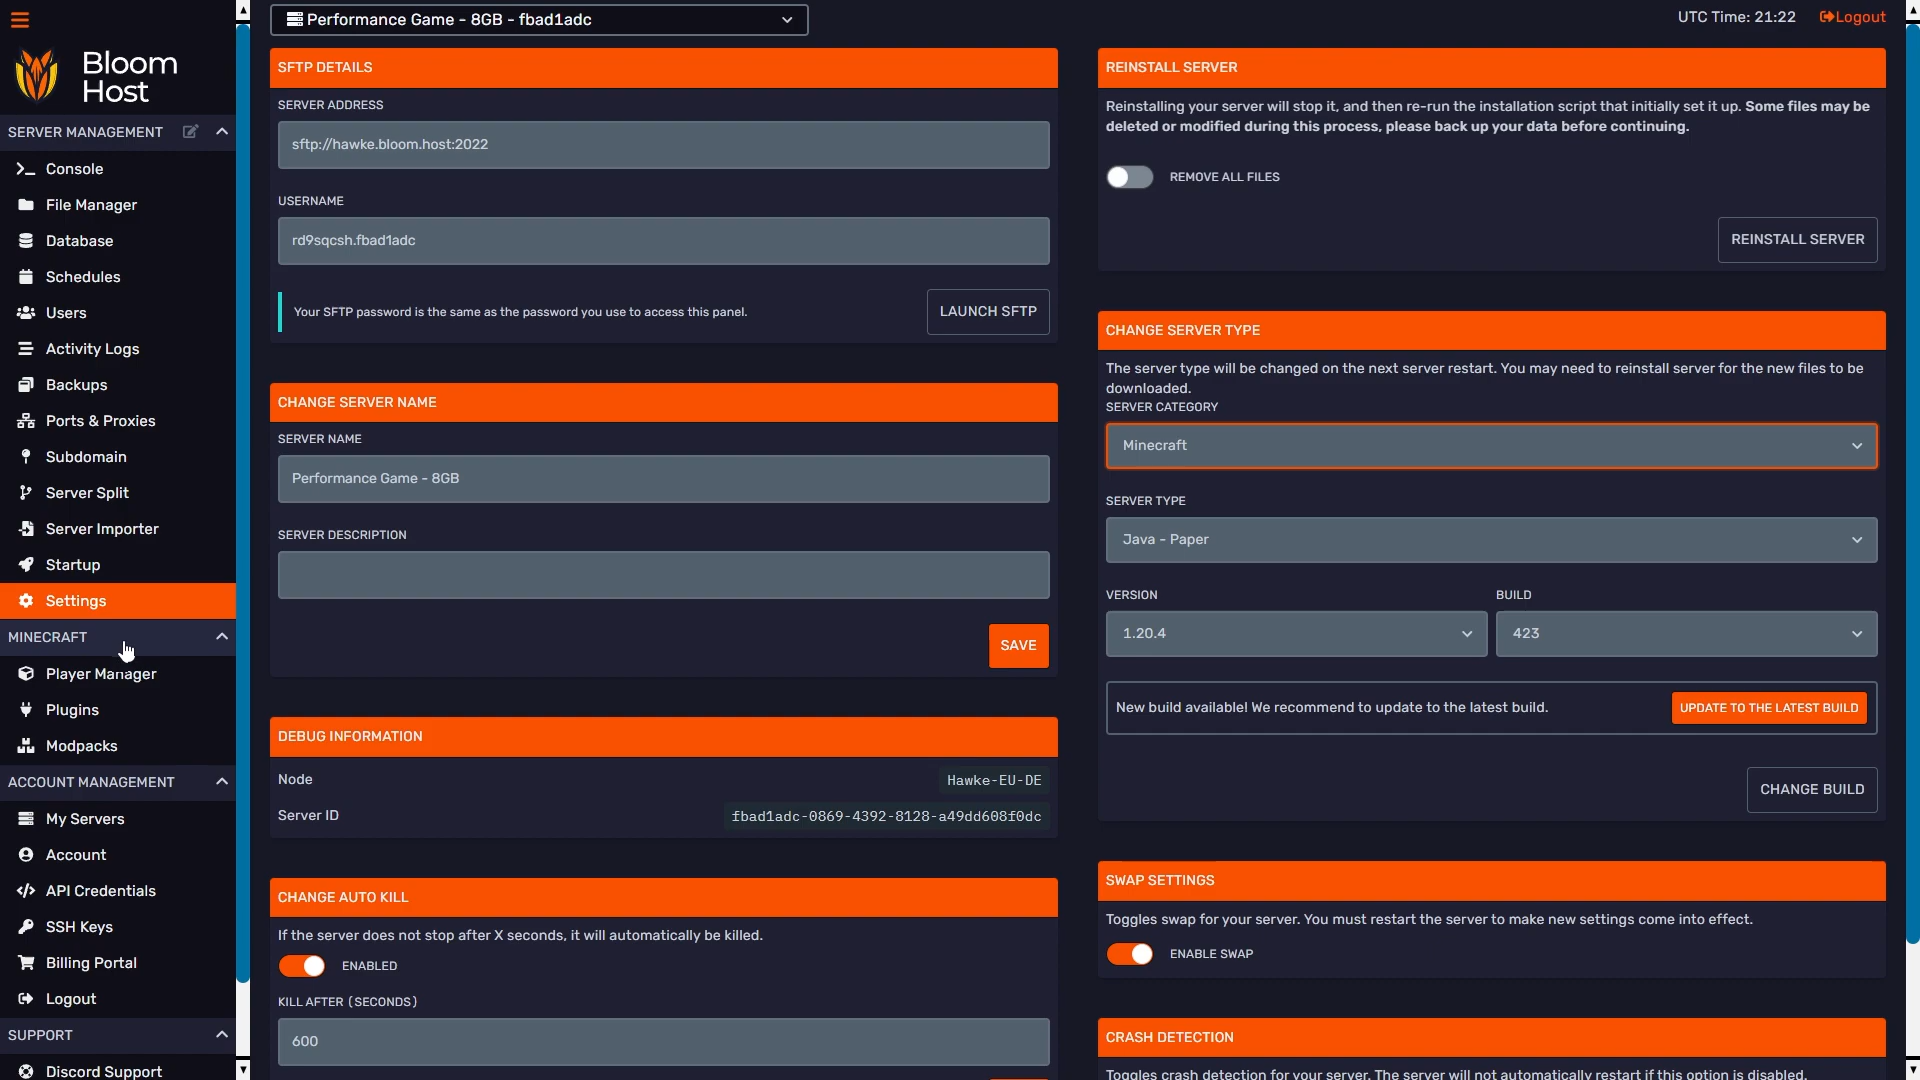 Bloom
Host
SERVER MANAGEMENT
Console
File Manager
Database
Schedules
Users
Activity Logs
Backups
Ports & Proxies
Subdomain
Server Split
Server Importer
Startup
Settings
MINECRAFT
Player Manager
Plugins
Modpacks
ACCOUNT MANAGEMENT
My Servers
Account
API Credentials
SSH Keys
Billing Portal
Logout
SUPPORT
Discord Support
Performance Game - 8GB - fbad1adc
UTC Time: 21:22
Logout
SFTP DETAILS
SERVER ADDRESS
sftp://hawke.bloom.host:2022
USERNAME
rd9sqcsh.fbad1adc
Your SFTP password is the same as the password you use to access this panel.
LAUNCH SFTP
CHANGE SERVER NAME
SERVER NAME
Performance Game - 8GB
SERVER DESCRIPTION
SAVE
DEBUG INFORMATION
Node
Hawke-EU-DE
Server ID
fbad1adc-0869-4392-8128-a49dd608f0dc
CHANGE AUTO KILL
If the server does not stop after X seconds, it will automatically be killed.
ENABLED
KILL AFTER (SECONDS)
600
REINSTALL SERVER
Reinstalling your server will stop it, and then re-run the installation script that initially set it up. Some files may be
deleted or modified during this process, please back up your data before continuing.
REMOVE ALL FILES
REINSTALL SERVER
CHANGE SERVER TYPE
The server type will be changed on the next server restart. You may need to reinstall server for the new files to be
downloaded.
SERVER CATEGORY
Minecraft
SERVER TYPE
Java - Paper
VERSION
BUILD
1.20.4
423
New build available! We recommend to update to the latest build.
UPDATE TO THE LATEST BUILD
CHANGE BUILD
SWAP SETTINGS
Toggles swap for your server. You must restart the server to make new settings come into effect.
ENABLE SWAP
CRASH DETECTION
Toggles crash detection for your server. The server will not automatically restart if this option is disabled.